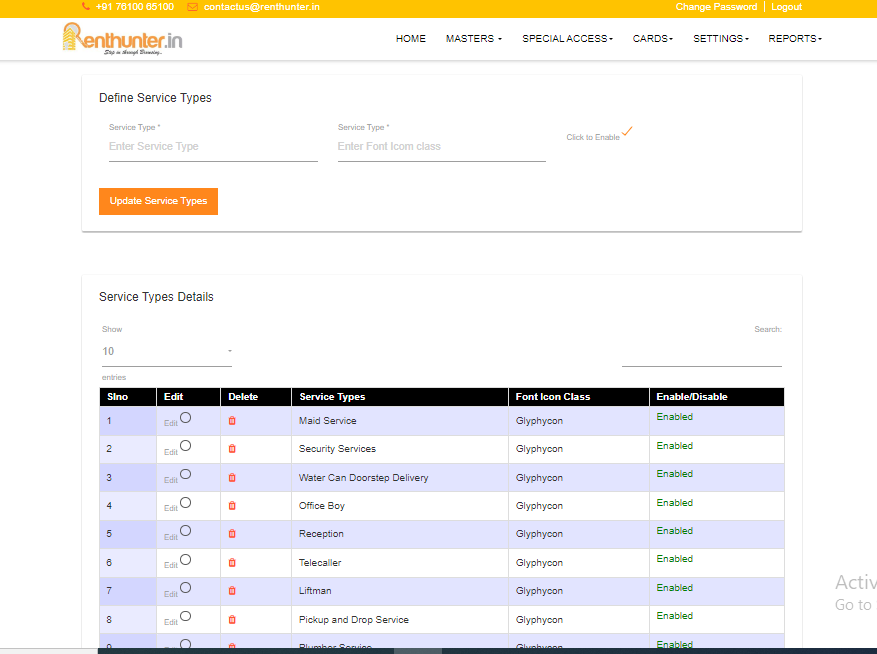 +91 76100 65100 contactus@renthunter.in Change Password | Logout
Renthunter.in
Step in through Browsing..
HOME MASTERS SPECIAL ACCESS CARDS SETTINGS REPORTS
Define Service Types
Service Type * Service Type *
Enter Service Type Enter Font Icom class Click to Enable
Update Service Types
Service Types Details
Show Search:
10
entries
Slno Edit Delete Service Types Font Icon Class Enable/Disable
1 Edit Maid Service Glyphycon Enabled
2 Edit Security Services Glyphycon Enabled
3 Edit Water Can Doorstep Delivery Glyphycon Enabled
4 Edit Office Boy Glyphycon Enabled
5 Edit Reception Glyphycon Enabled
6 Edit Telecaller Glyphycon Enabled
7 Edit Liftman Glyphycon Enabled
8 Edit Pickup and Drop Service Glyphycon Enabled
9 Edit Plumber Service Glyphycon Enabled
Activ
Go to